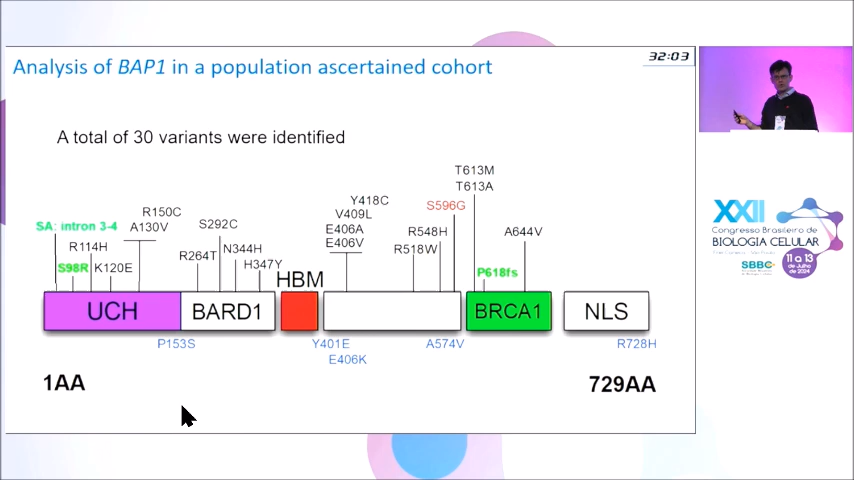 32:03
Analysis of BAP1 in a population ascertained cohort
A total of 30 variants were identified
T613M
T613A
Y418C
V409L
E406A
E406V
S596G
R150C
A130V
SA: intron 3-4
S292C
R548H
A644V
R114H
R264T
N344H
R518W
S98R
K120E
H347Y
P618fs
HBM
UCH
BARD1
BRCA1
NLS
P153S
Y401E
A574V
R728H
E406K
1AA
729AA
XXII
Congresso Brasileiro de
BIOLOGIA CELULAR
SBBC
11 a 13
de Julho
de 2024